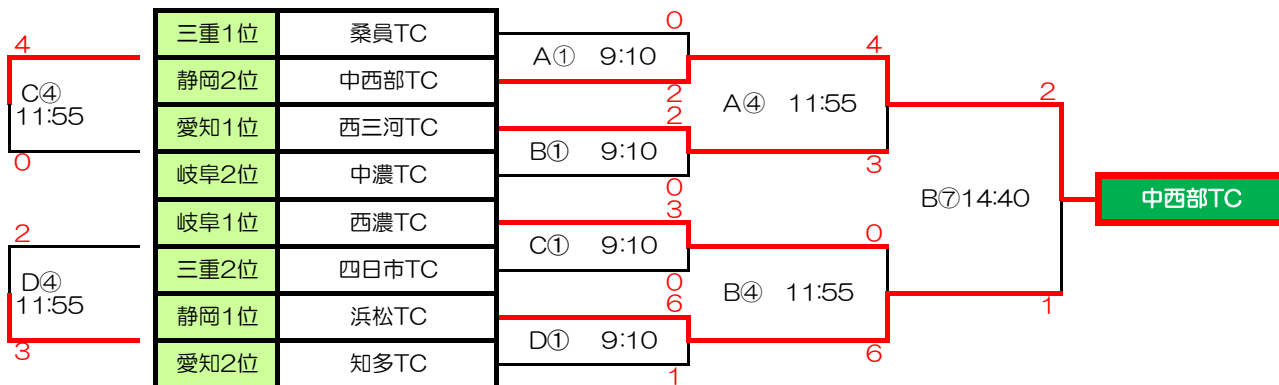 4
C④
11:55
0
2
D④
11:55
3
三重1位 桑員TC
静岡2位 中西部TC
愛知1位 西三河TC
岐阜2位 中濃TC
岐阜1位 西濃TC
三重2位 四日市TC
静岡1位 浜松TC
愛知2位 知多TC
0
A① 9:10
2
2
B① 9:10
0
3
C① 9:10
0
6
D① 9:10
1
4
A④ 11:55
3
0
B④ 11:55
6
2
B⑦14:40
1
中西部TC